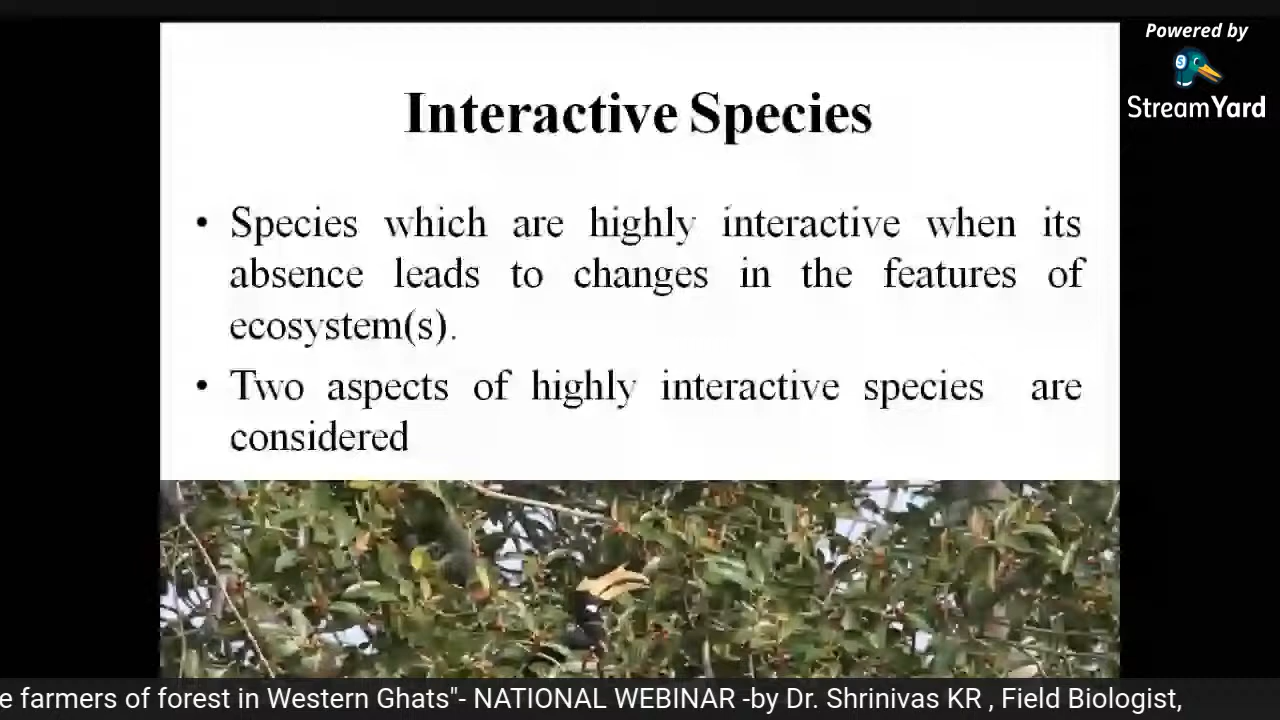 Powered by
StreamYard
Interactive Species
• Species which are highly interactive when its
absence leads to changes in the features of
ecosystem(s).
• Two aspects of highly interactive species are
considered
e farmers of forest in Western Ghats"- NATIONAL WEBINAR -by Dr. Shrinivas KR , Field Biologist,